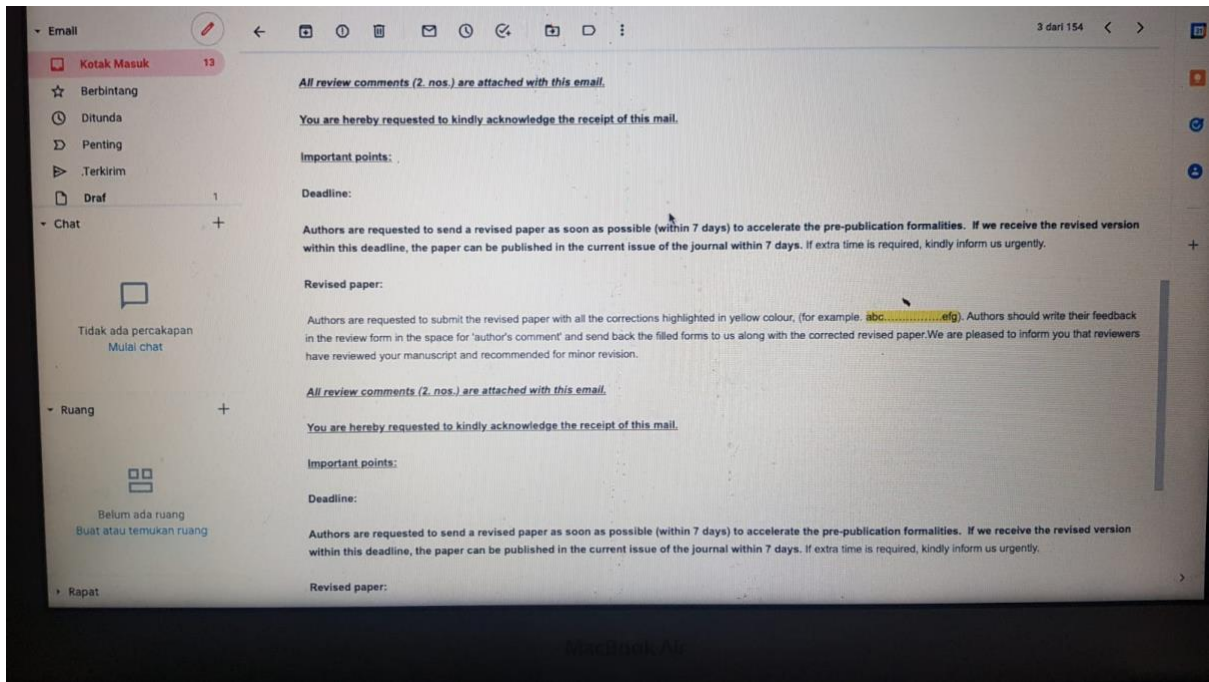 Email
3 dari 154
Kotak Masuk 13
Berbintang
Ditunda
Penting
.Terkirim
Draf 1
Chat
Tidak ada percakapan
Mulai chat
Ruang
Belum ada ruang
Buat atau temukan ruang
Rapat
All review comments (2. nos.) are attached with this email.
You are hereby requested to kindly acknowledge the receipt of this mail.
Important points:
Deadline:
Authors are requested to send a revised paper as soon as possible (within 7 days) to accelerate the pre-publication formalities. If we receive the revised version
within this deadline, the paper can be published in the current issue of the journal within 7 days. If extra time is required, kindly inform us urgently.
Revised paper:
Authors are requested to submit the revised paper with all the corrections highlighted in yellow colour, (for example. abc.................efg). Authors should write their feedback
in the review form in the space for 'author's comment' and send back the filled forms to us along with the corrected revised paper.We are pleased to inform you that reviewers
have reviewed your manuscript and recommended for minor revision.
All review comments (2. nos.) are attached with this email.
You are hereby requested to kindly acknowledge the receipt of this mail.
Important points:
Deadline:
Authors are requested to send a revised paper as soon as possible (within 7 days) to accelerate the pre-publication formalities. If we receive the revised version
within this deadline, the paper can be published in the current issue of the journal within 7 days. If extra time is required, kindly inform us urgently.
Revised paper:
MacBook Air